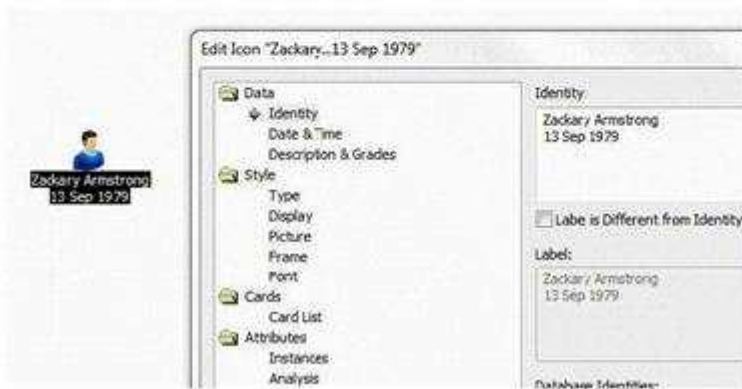 Edit Icon "Zackary...13 Sep 1979"
Zackary Armstrong
13 Sep 1979
Data
Identity
Date & Time
Description & Grades
Style
Type
Display
Picture
Frame
Font
Cards
Card List
Attributes
Instances
Analysis
Identity
Zackary Armstrong
13 Sep 1979
Labe is Different from Identity
Label:
Zackary Armstrong
13 Sep 1979
Database Identities: